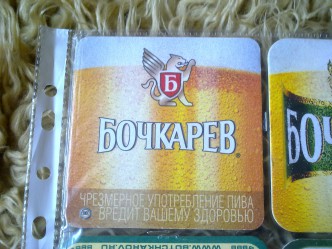 Б
БОЧКАРЕВ
ЧРЕЗМЕРНОЕ УПОТРЕБЛЕНИЕ ПИВА
ВРЕДИТ ВАШЕМУ ЗДОРОВЬЮ
БОЧ